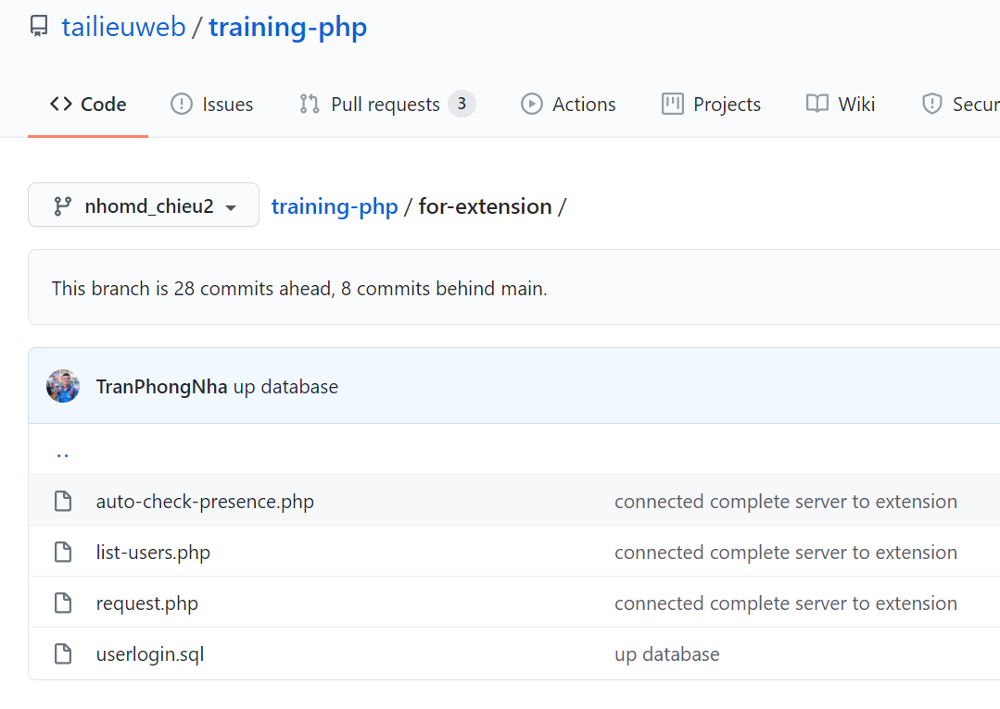 tailieuweb / training-php
Code Issues Pull requests 3 Actions Projects Wiki
nhomd_chieu2 training-php / for-extension /
This branch is 28 commits ahead, 8 commits behind main.
TranPhongNha up database
..
auto-check-presence.php connected complete server to extension
list-users.php connected complete server to extension
request.php connected complete server to extension
userlogin.sql up database